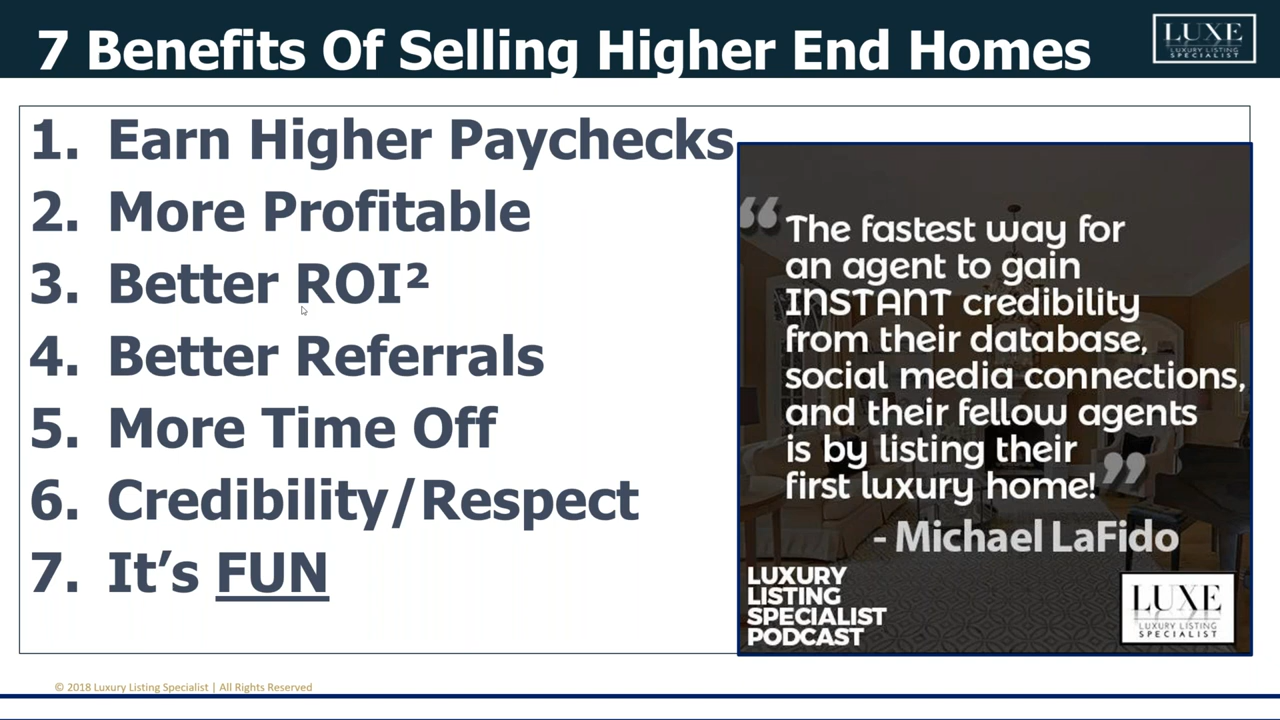 7 Benefits Of Selling Higher End Homes
LUXE
LUXURY LISTING
SPECIALIST
1. Earn Higher Paychecks
2. More Profitable
3. Better ROI²
4. Better Referrals
5. More Time Off
6. Credibility/Respect
7. It’s FUN
“The fastest way for
an agent to gain
INSTANT credibility
from their database,
social media connections,
and their fellow agents
is by listing their
first luxury home!”
- Michael LaFido
LUXURY
LISTING
SPECIALIST
PODCAST
LUXE
LUXURY LISTING
SPECIALIST
© 2018 Luxury Listing Specialist | All Rights Reserved